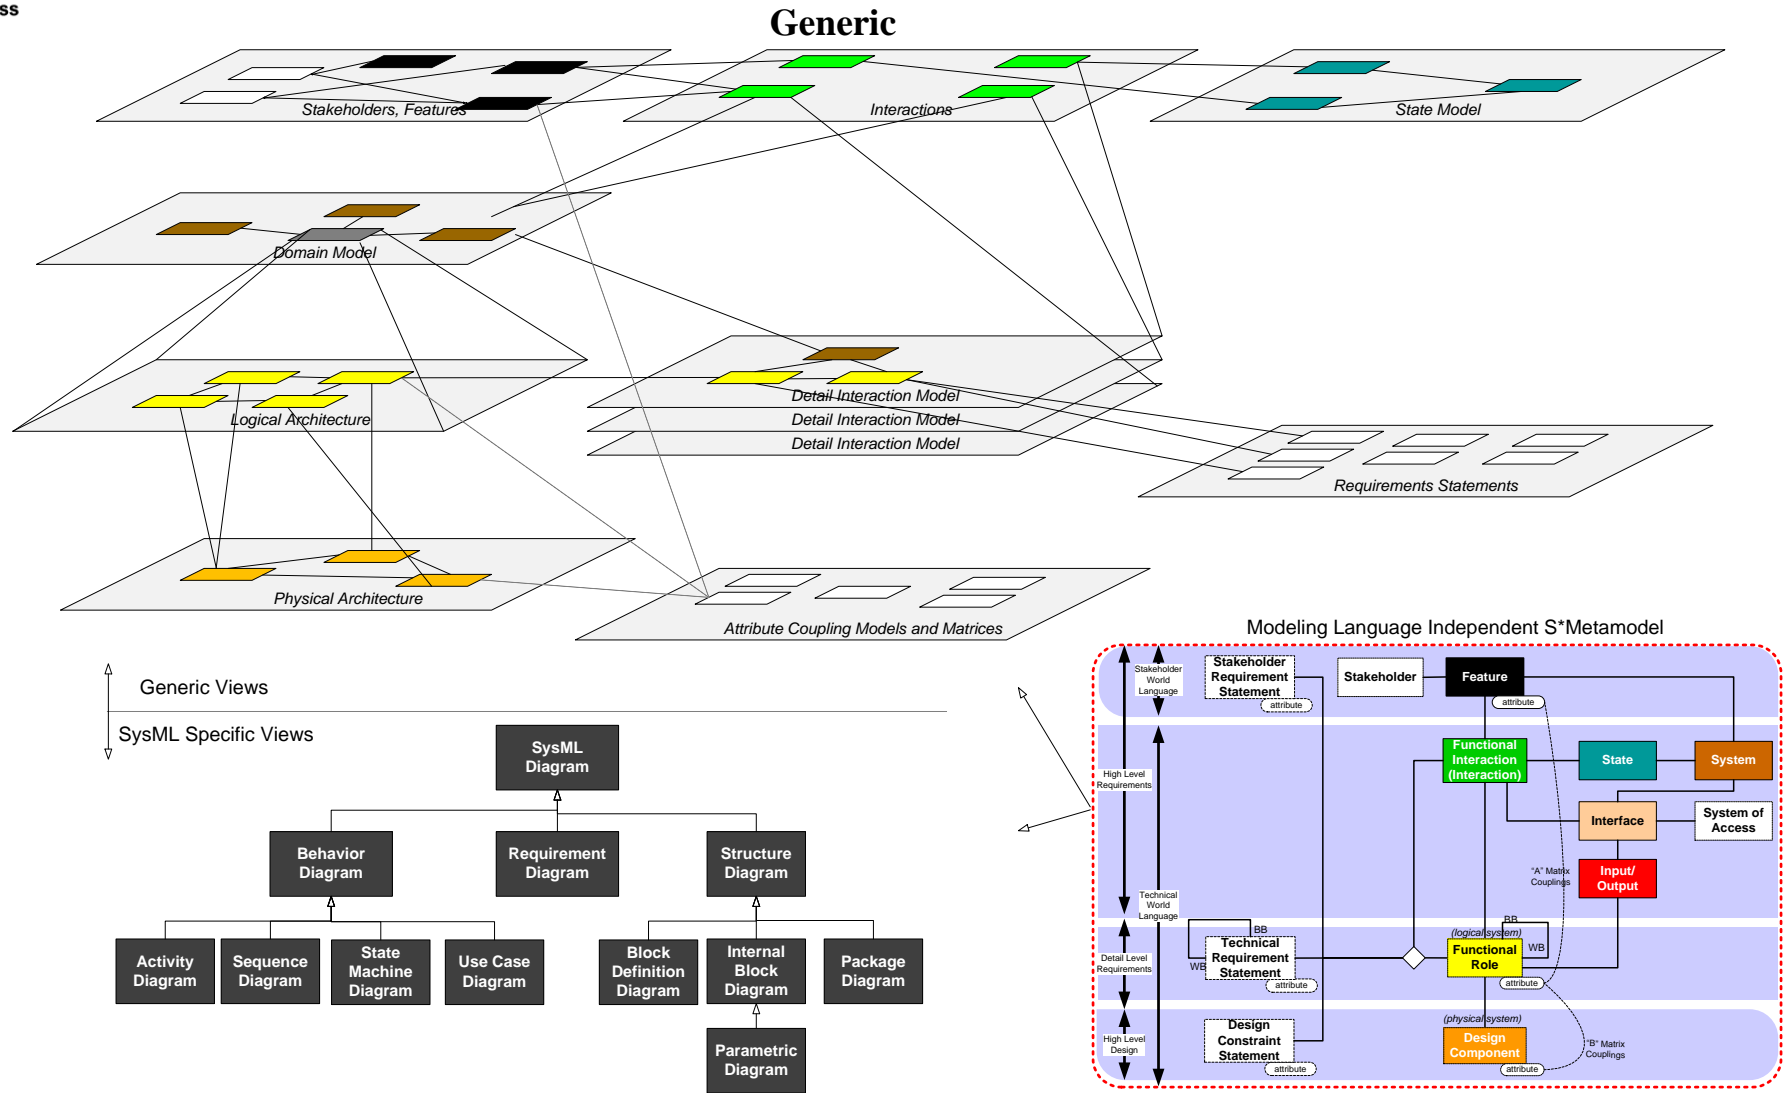 ss
Generic
Stakeholders, Features
Interactions
State Model
Domain Model
Logical Architecture
Detail Interaction Model
Detail Interaction Model
Detail Interaction Model
Requirements Statements
Physical Architecture
Attribute Coupling Models and Matrices
Generic Views
SysML Specific Views
SysML
Diagram
Behavior
Diagram
Requirement
Diagram
Structure
Diagram
Activity
Diagram
Sequence
Diagram
State
Machine
Diagram
Use Case
Diagram
Block
Definition
Diagram
Internal
Block
Diagram
Package
Diagram
Parametric
Diagram
Modeling Language Independent S*Metamodel
Stakeholder
World
Language
Stakeholder
Requirement
Statement
attribute
Stakeholder
Feature
attribute
High Level
Requirements
Functional
Interaction
(Interaction)
State
System
Interface
System of
Access
"A" Matrix
Couplings
Input/
Output
Technical
World
Language
BB
BB
(logical system)
Detail Level
Requirements
WB
Technical
Requirement
Statement
attribute
Functional
Role
WB
attribute
(physical system)
High Level
Design
Design
Constraint
Statement
attribute
Design
Component
attribute
"B" Matrix
Couplings